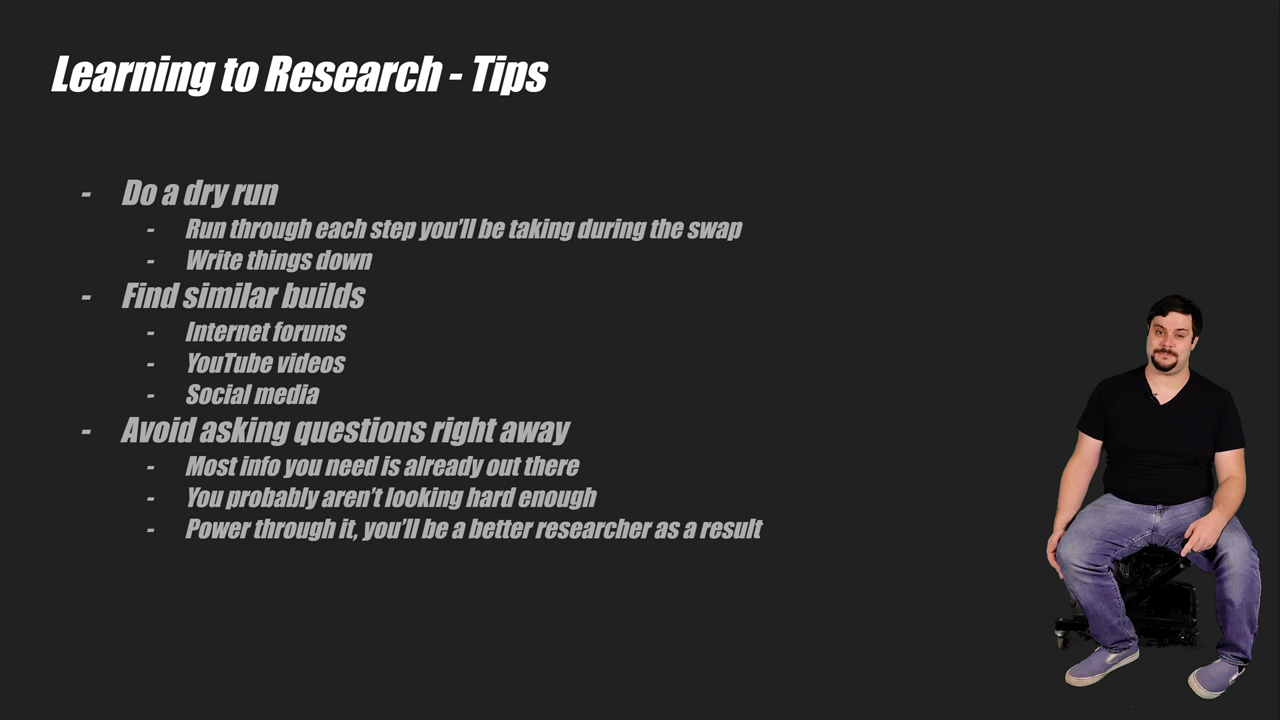 Learning to Research - Tips
- Do a dry run
- Run through each step you'll be taking during the swap
- Write things down
- Find similar builds
- Internet forums
- YouTube videos
- Social media
- Avoid asking questions right away
- Most info you need is already out there
- You probably aren't looking hard enough
- Power through it, you'll be a better researcher as a result